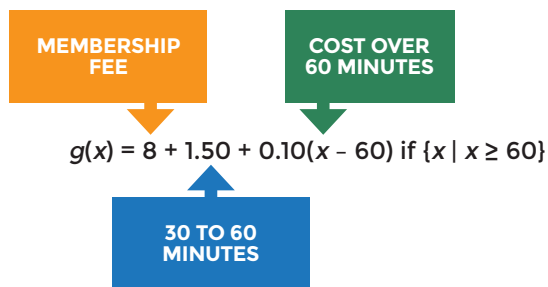 MEMBERSHIP
FEE
COST OVER
60 MINUTES
g(x) = 8 + 1.50 + 0.10(x – 60) if {x | x ≥ 60}
30 TO 60
MINUTES